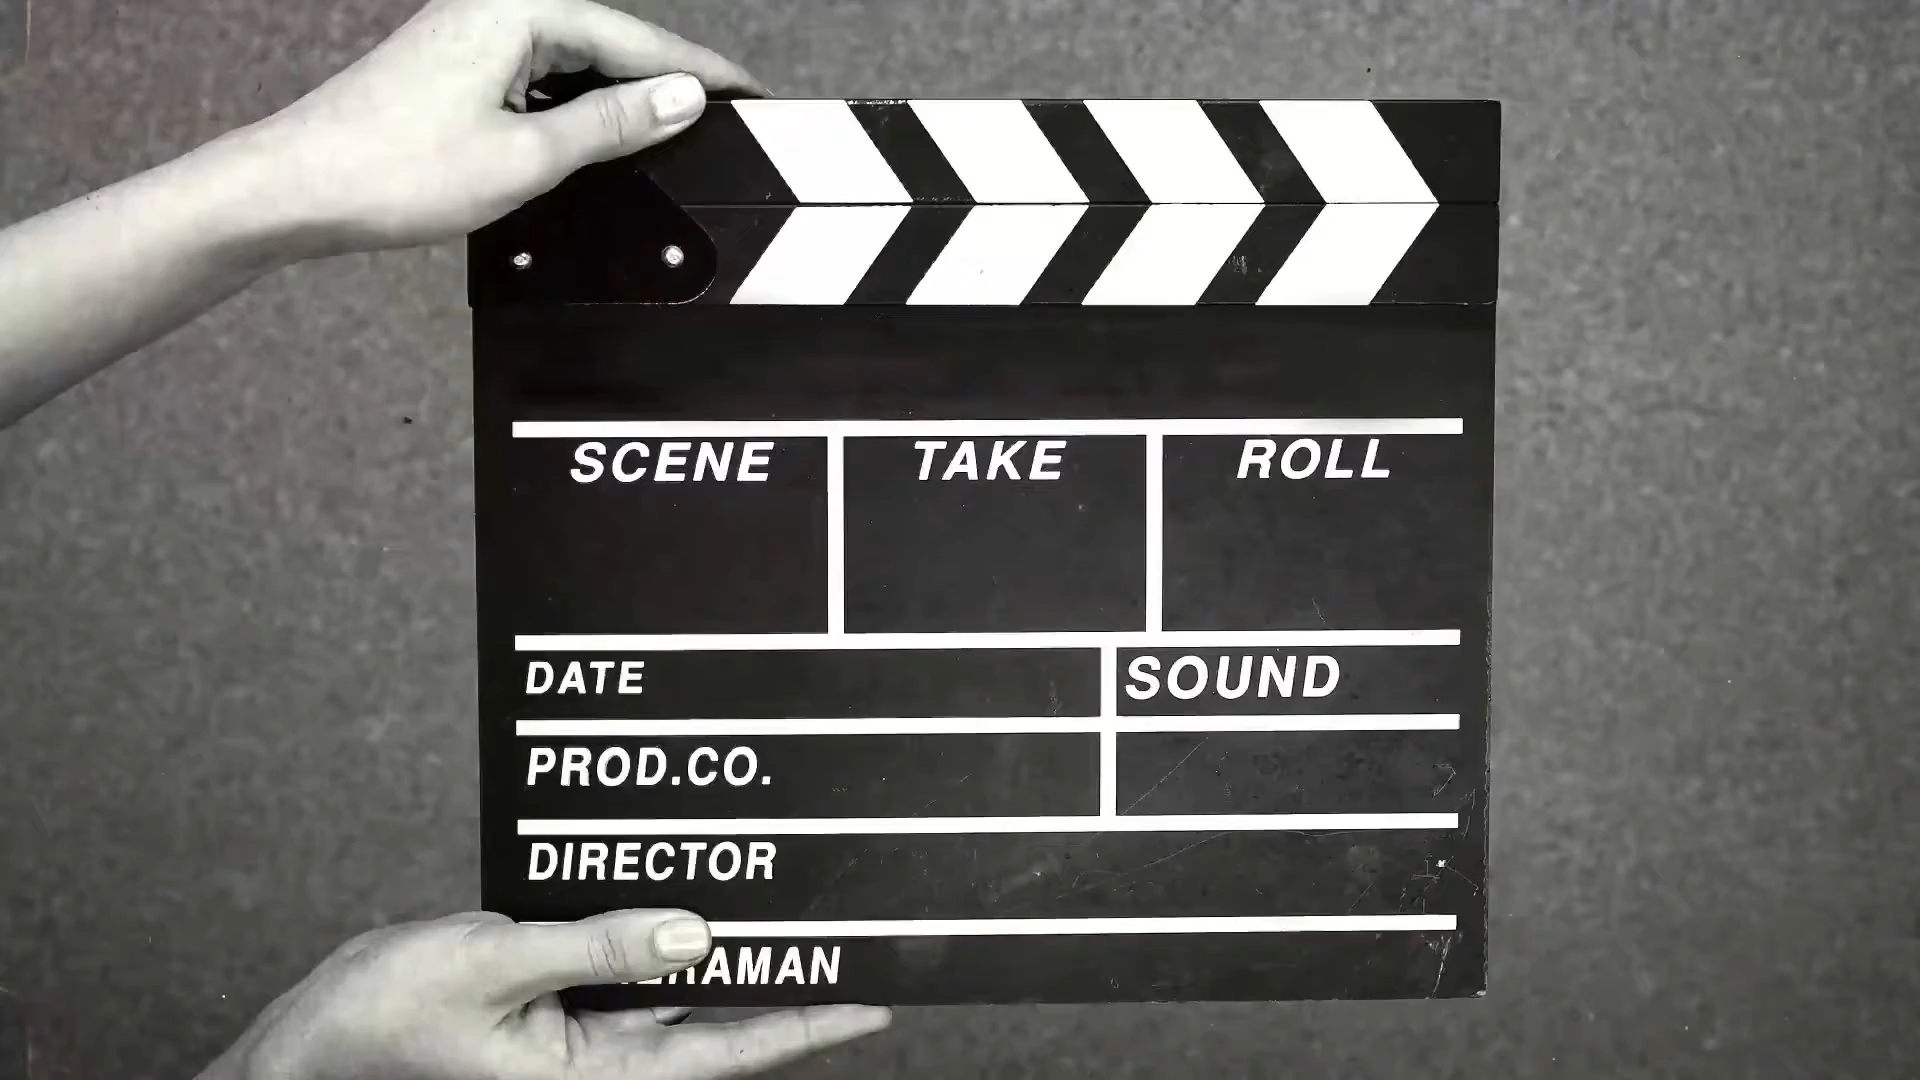 SCENE TAKE ROLL
DATE SOUND
PROD.CO.
DIRECTOR